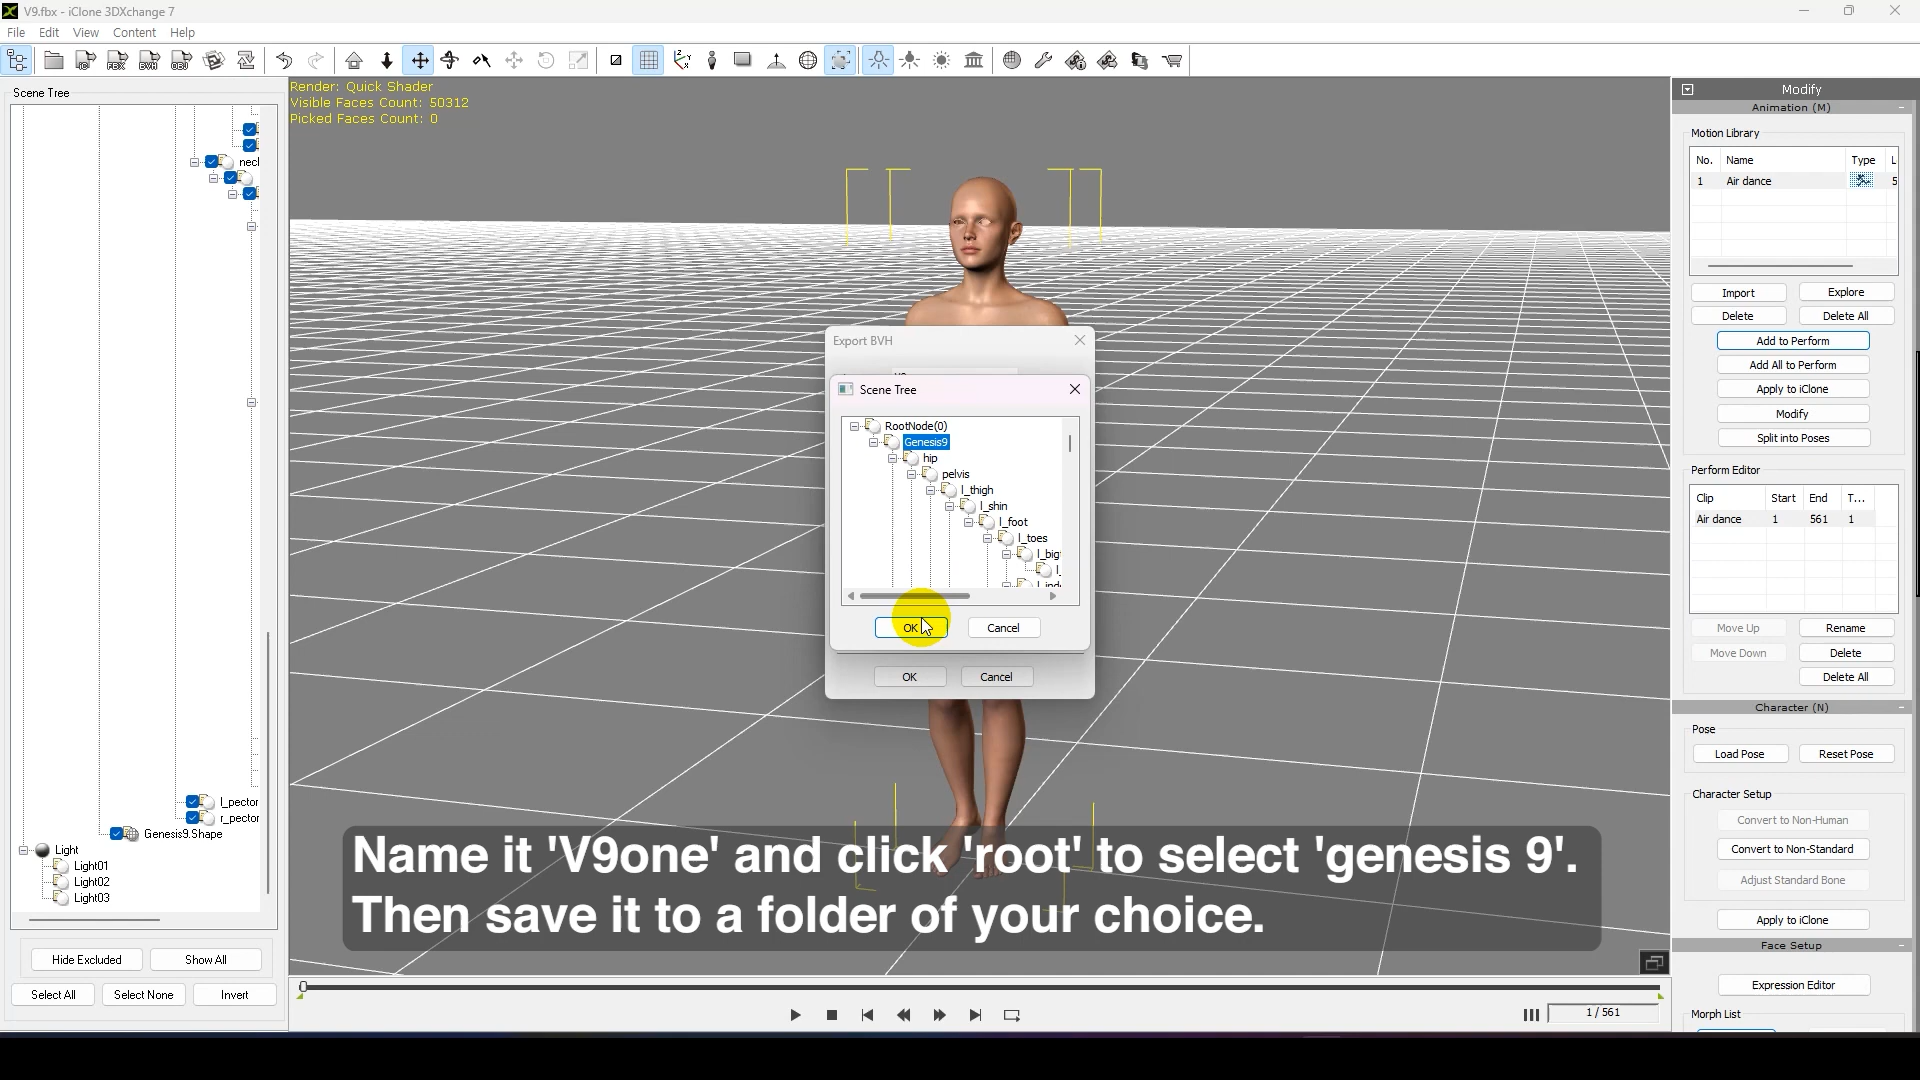 V9.fbx - iClone 3DXchange 7
File Edit View Content Help
Scene Tree
Render: Quick Shader
Visible Faces Count: 50312
Picked Faces Count: 0
l_pector
r_pector
Genesis9.Shape
Light
Light01
Light02
Light03
Hide Excluded Show All
Select All Select None Invert
Export BVH
Scene Tree
RootNode(0)
Genesis9
hip
pelvis
l_thigh
l_shin
l_foot
l_toes
l_big
OK Cancel
OK Cancel
Name it 'V9one' and click 'root' to select 'genesis 9'.
Then save it to a folder of your choice.
1 / 561
Modify
Animation (M)
Motion Library
No. Name Type L
1 Air dance 5
Import Explore
Delete Delete All
Add to Perform
Add All to Perform
Apply to iClone
Modify
Split into Poses
Perform Editor
Clip Start End T...
Air dance 1 561 1
Move Up Rename
Move Down Delete
Delete All
Character (N)
Pose
Load Pose Reset Pose
Character Setup
Convert to Non-Human
Convert to Non-Standard
Adjust Standard Bone
Apply to iClone
Face Setup
Expression Editor
Morph List